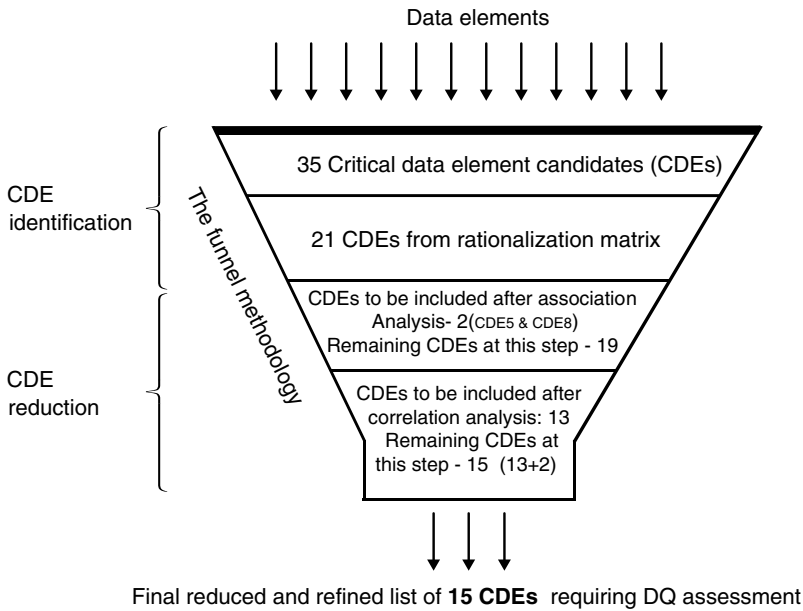 Data elements
35 Critical data element candidates (CDEs)
CDE
identification
The funnel methodology
21 CDEs from rationalization matrix
CDEs to be included after association
Analysis- 2(CDE5 & CDE8)
Remaining CDEs at this step - 19
CDE
reduction
CDEs to be included after
correlation analysis: 13
Remaining CDEs at
this step - 15 (13+2)
Final reduced and refined list of 15 CDEs requiring DQ assessment